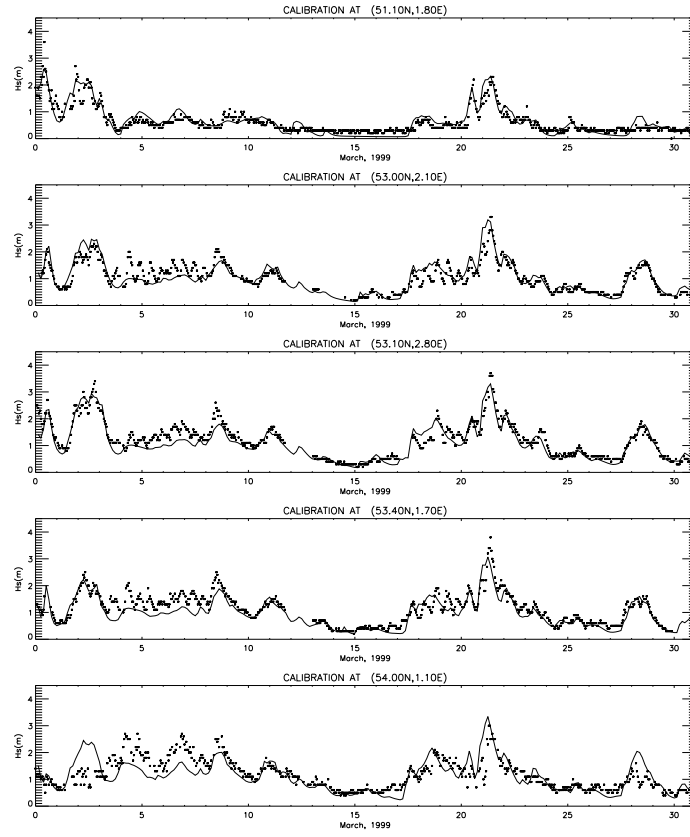 CALIBRATION AT (51.10N,1.80E)
Hs(m)
4
3
2
1
0
0 5 10 15 20 25 30
March, 1999
CALIBRATION AT (53.00N,2.10E)
Hs(m)
4
3
2
1
0
0 5 10 15 20 25 30
March, 1999
CALIBRATION AT (53.10N,2.80E)
Hs(m)
4
3
2
1
0
0 5 10 15 20 25 30
March, 1999
CALIBRATION AT (53.40N,1.70E)
Hs(m)
4
3
2
1
0
0 5 10 15 20 25 30
March, 1999
CALIBRATION AT (54.00N,1.10E)
Hs(m)
4
3
2
1
0
0 5 10 15 20 25 30
March, 1999